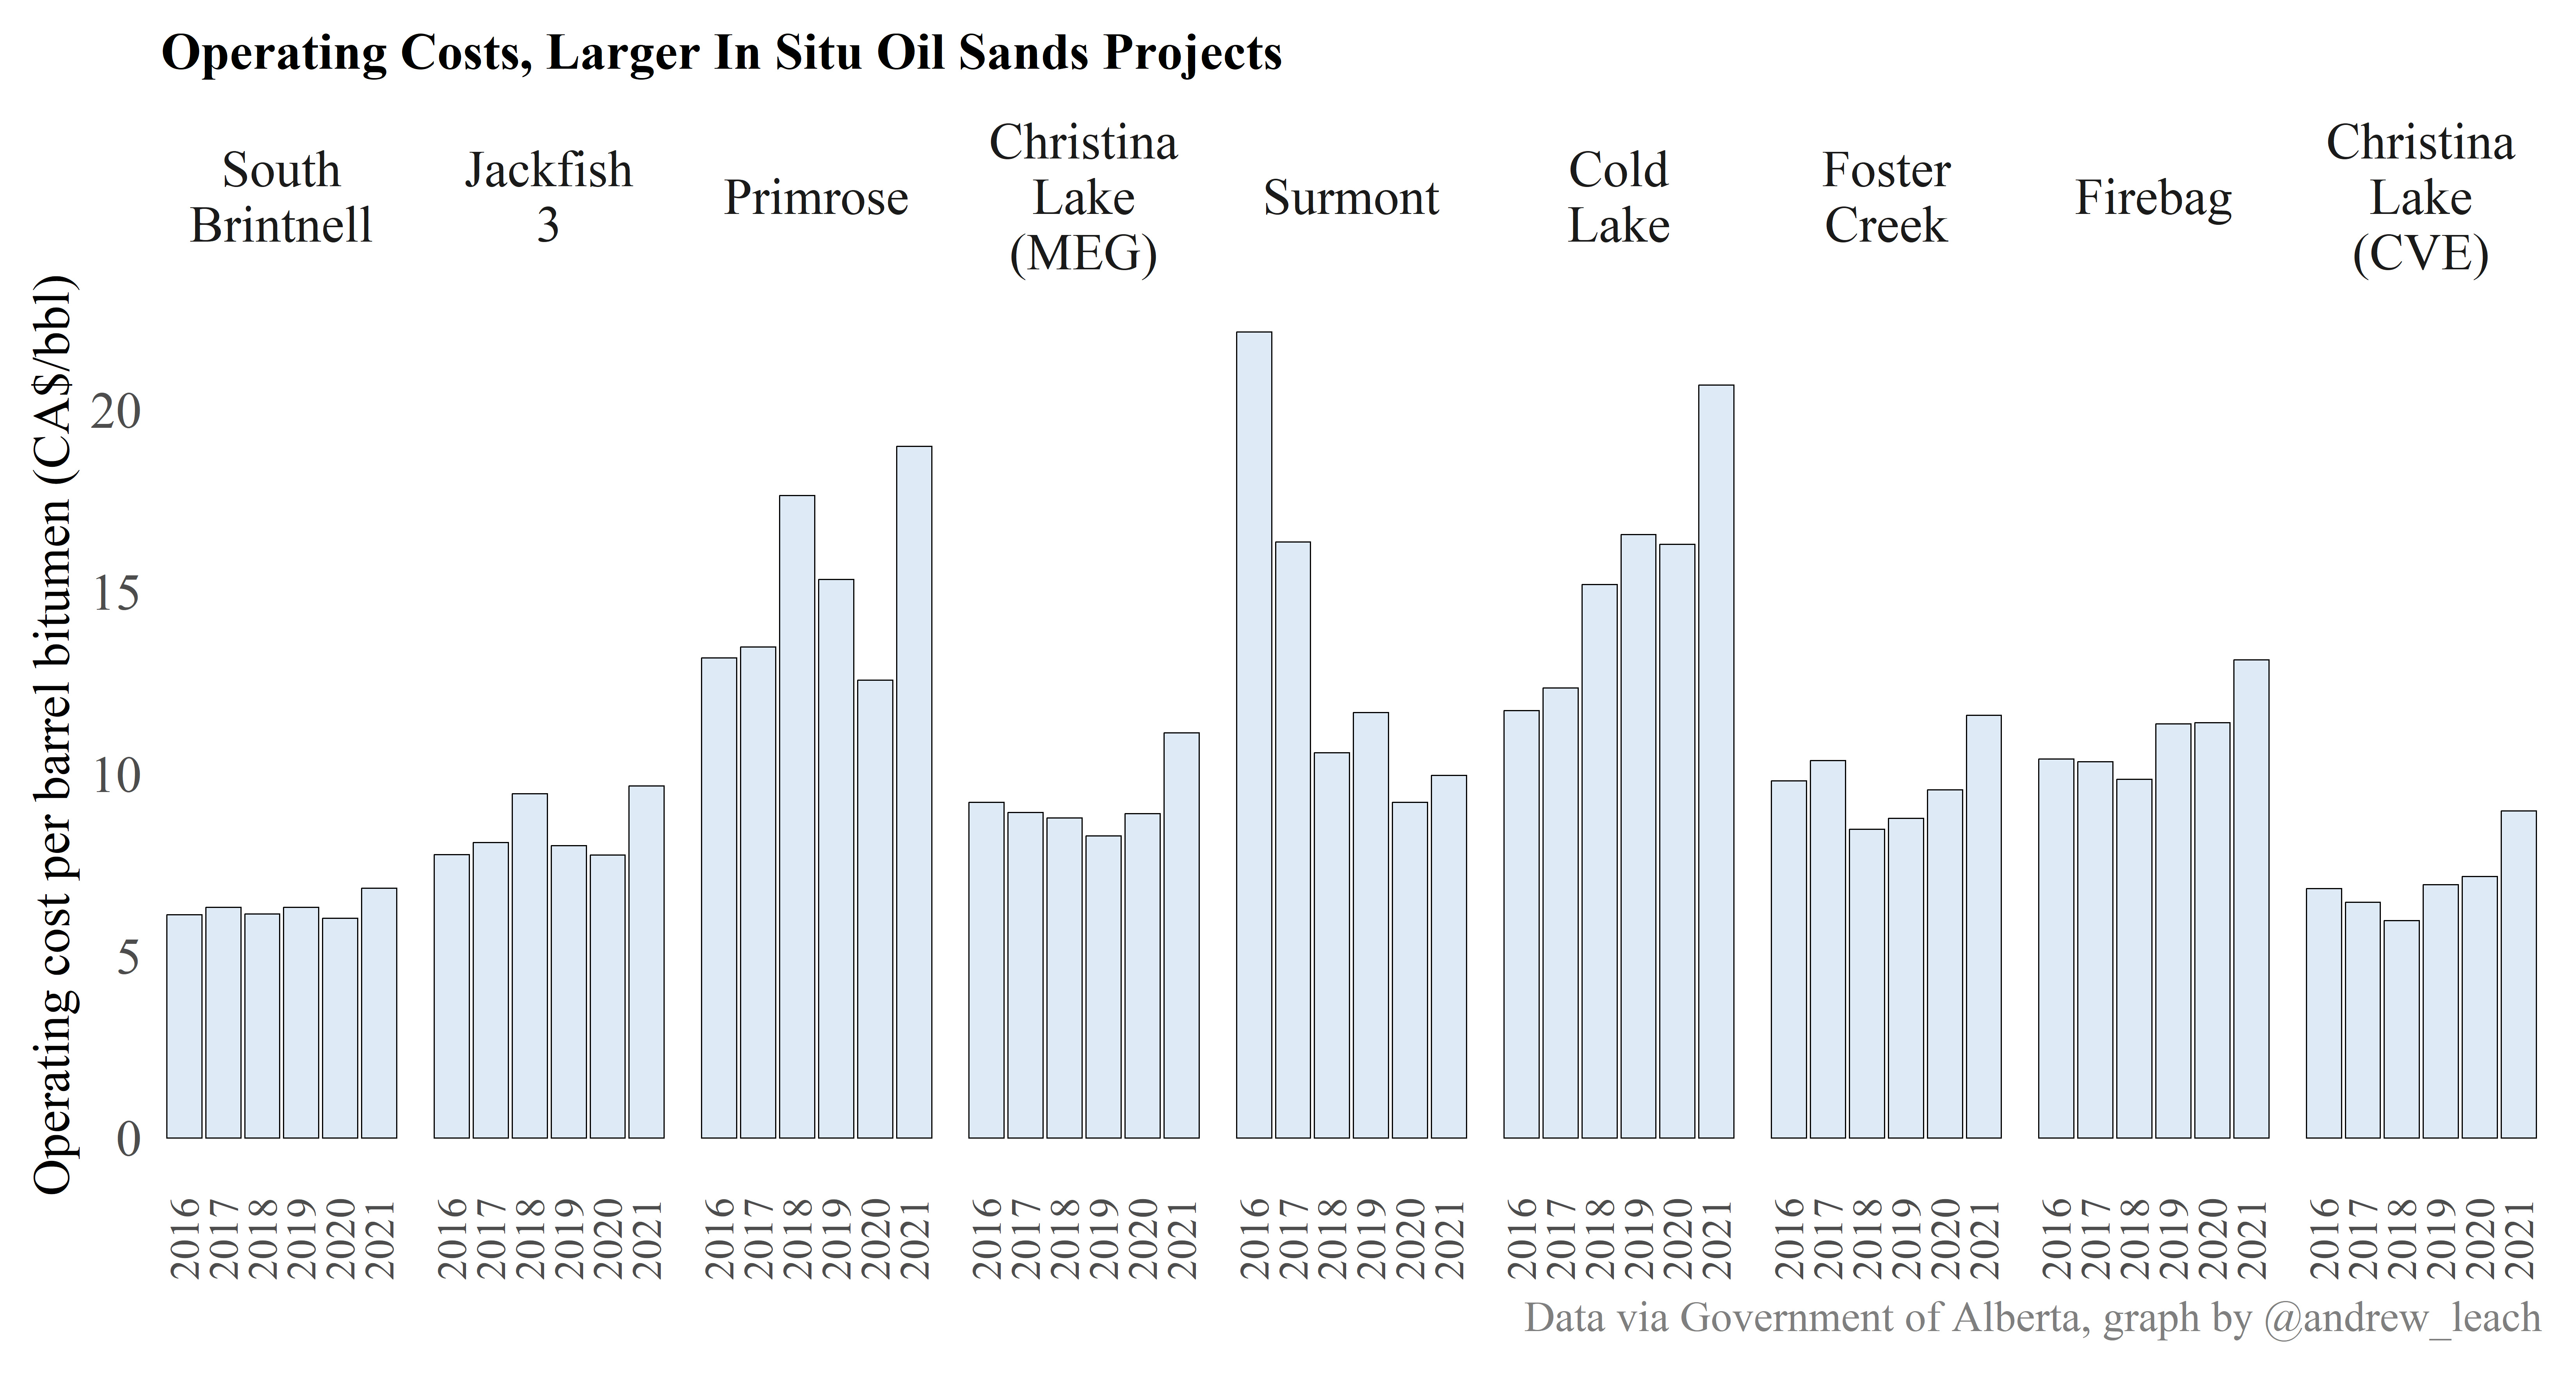 Operating Costs, Larger In Situ Oil Sands Projects
South
Brintnell
Jackfish
3
Primrose
Christina
Lake
(MEG)
Surmont
Cold
Lake
Foster
Creek
Firebag
Christina
Lake
(CVE)
Operating cost per barrel bitumen (CA$/bbl)
20
15
10
5
0
2016 2017 2018 2019 2020 2021
2016 2017 2018 2019 2020 2021
2016 2017 2018 2019 2020 2021
2016 2017 2018 2019 2020 2021
2016 2017 2018 2019 2020 2021
2016 2017 2018 2019 2020 2021
2016 2017 2018 2019 2020 2021
2016 2017 2018 2019 2020 2021
2016 2017 2018 2019 2020 2021
Data via Government of Alberta, graph by @andrew_leach